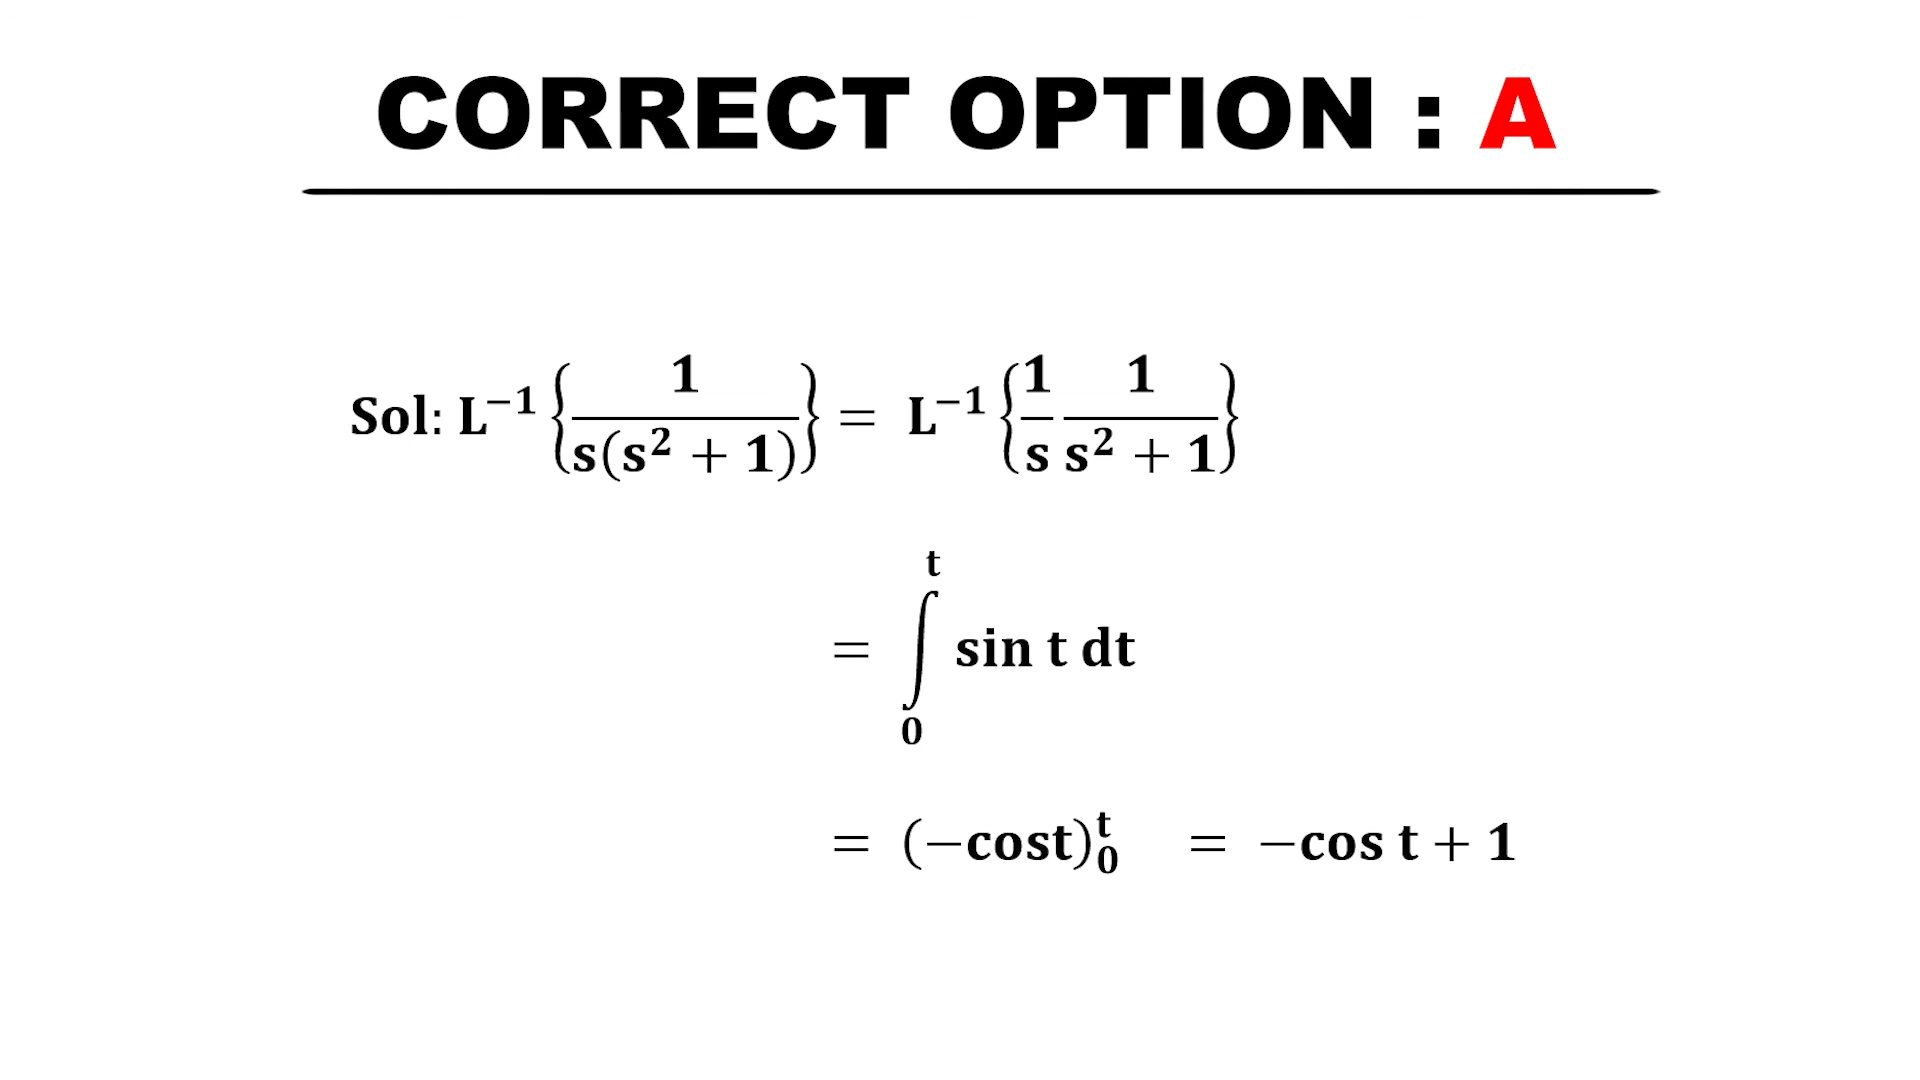 CORRECT OPTION : A
Sol: L⁻¹ {1/(s(s² + 1))} = L⁻¹ {1/s 1/(s² + 1)}
= ∫₀ᵗ sin t dt
= (−cost)₀ᵗ = −cos t + 1